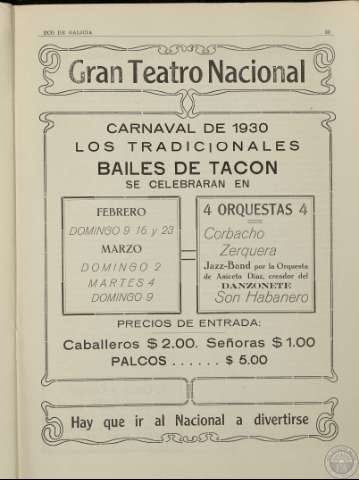 ECO DE GALICIA
Gran Teatro Nacional
CARNAVAL DE 1930
LOS TRADICIONALES
BAILES DE TACON
SE CELEBRARAN EN
FEBRERO
DOMINGO 9 16 y 23
MARZO
DOMINGO 2
MARTES 4
DOMINGO 9
4 ORQUESTAS 4
Corbacho
Zerquera
Jazz-Band por la Orquesta
de Aniceto Díaz, creador del
DANZONETE
Son Habanero
PRECIOS DE ENTRADA:
Caballeros $ 2.00. Señoras $ 1.00
PALCOS . . . . . . $ 5.00
Hay que ir al Nacional a divertirse